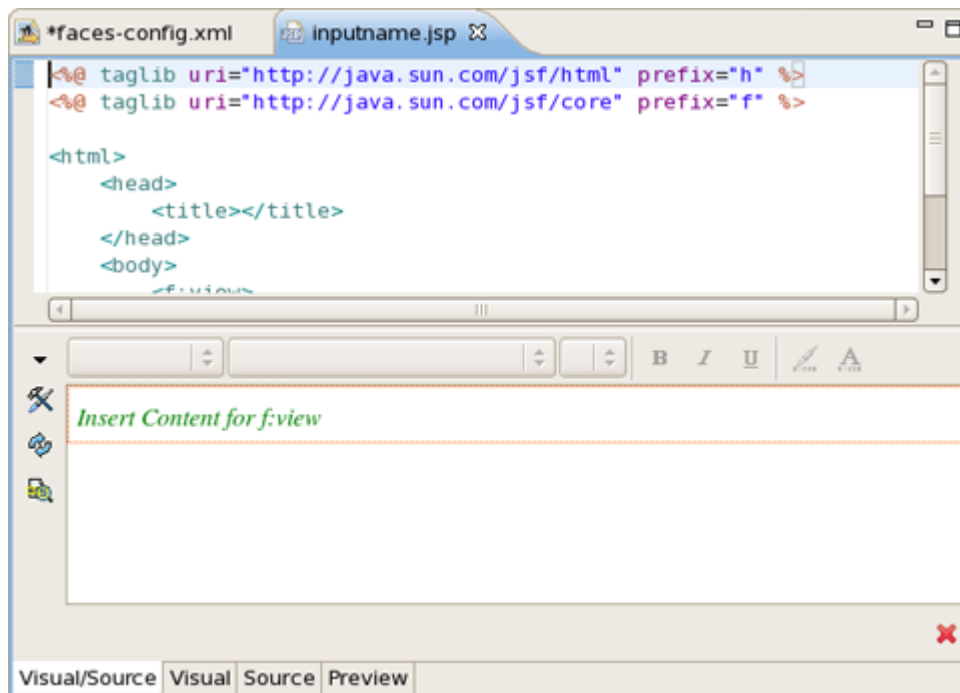 *faces-config.xml inputname.jsp
<%@ taglib uri="http://java.sun.com/jsf/html" prefix="h" %>
<%@ taglib uri="http://java.sun.com/jsf/core" prefix="f" %>
<html>
<head>
<title></title>
</head>
<body>
<f:view>
B I U A
Insert Content for f:view
Visual/Source Visual Source Preview